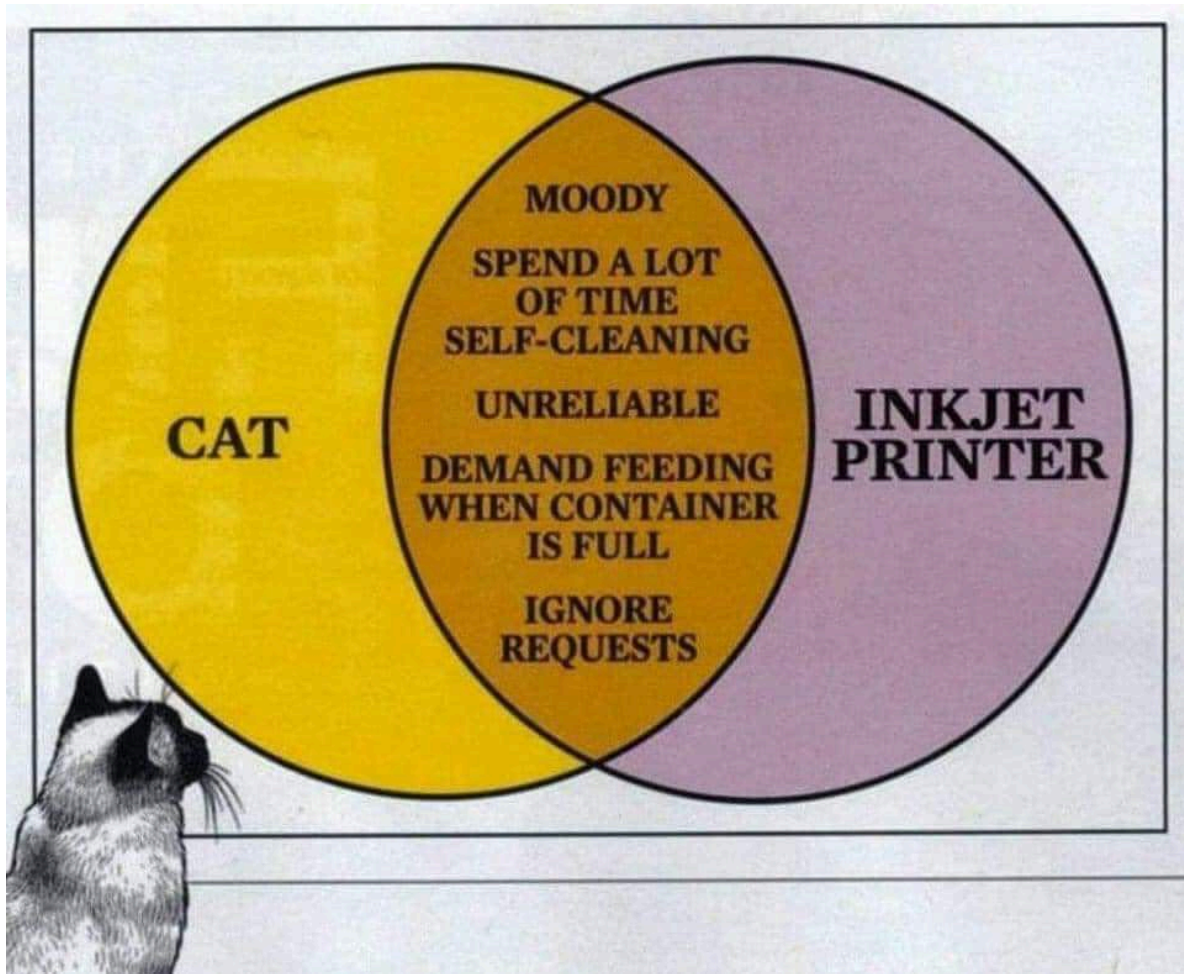 CAT
MOODY
SPEND A LOT
OF TIME
SELF-CLEANING
UNRELIABLE
DEMAND FEEDING
WHEN CONTAINER
IS FULL
IGNORE
REQUESTS
INKJET
PRINTER